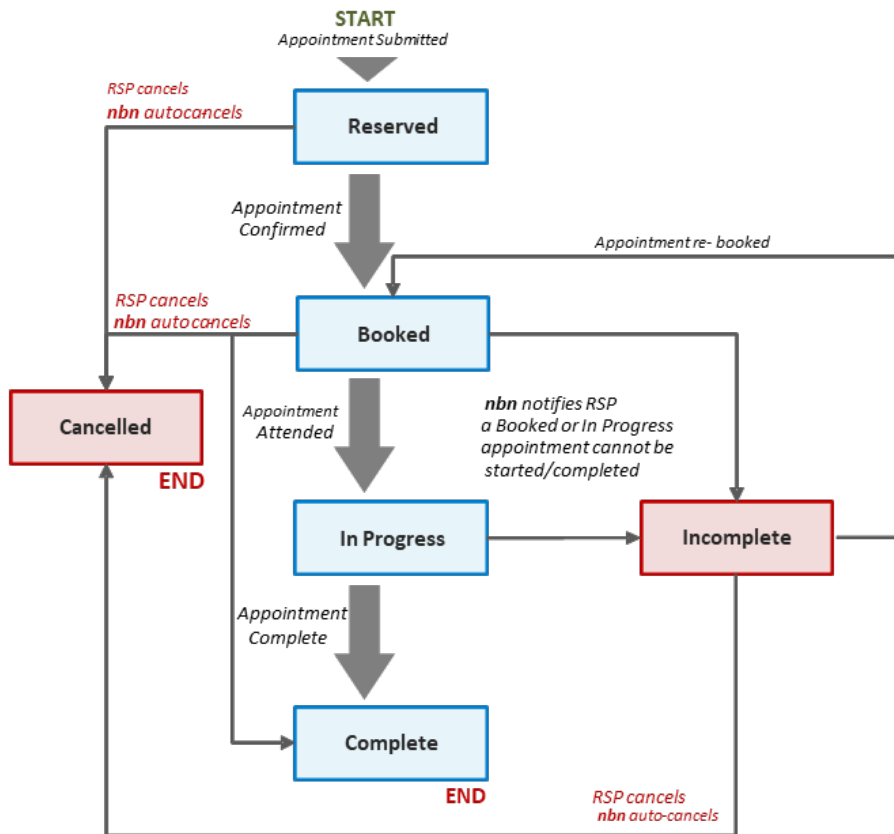 START
Appointment Submitted
RSP cancels
nbn autocancels
Reserved
Appointment
Confirmed
Appointment re- booked
RSP cancels
nbn autocancels
Booked
Appointment
Attended
nbn notifies RSP
a Booked or In Progress
appointment cannot be
started/completed
Cancelled
END
In Progress
Incomplete
Appointment
Complete
Complete
END
RSP cancels
nbn auto-cancels